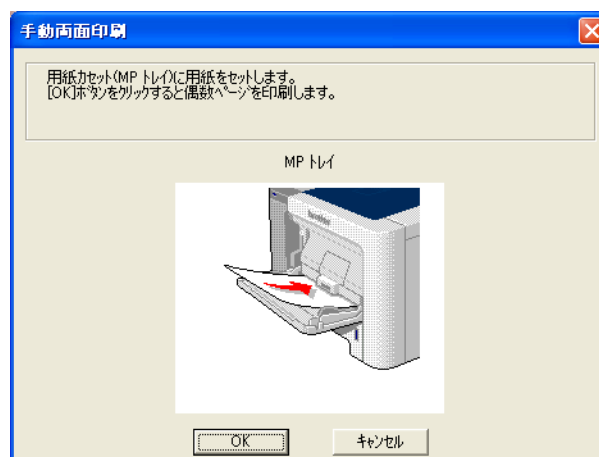 手動両面印刷
用紙カセット(MP トレイ)に用紙をセットします。
[OK]ボタンをクリックすると偶数ページを印刷します。
MP トレイ
brother
OK
キャンセル